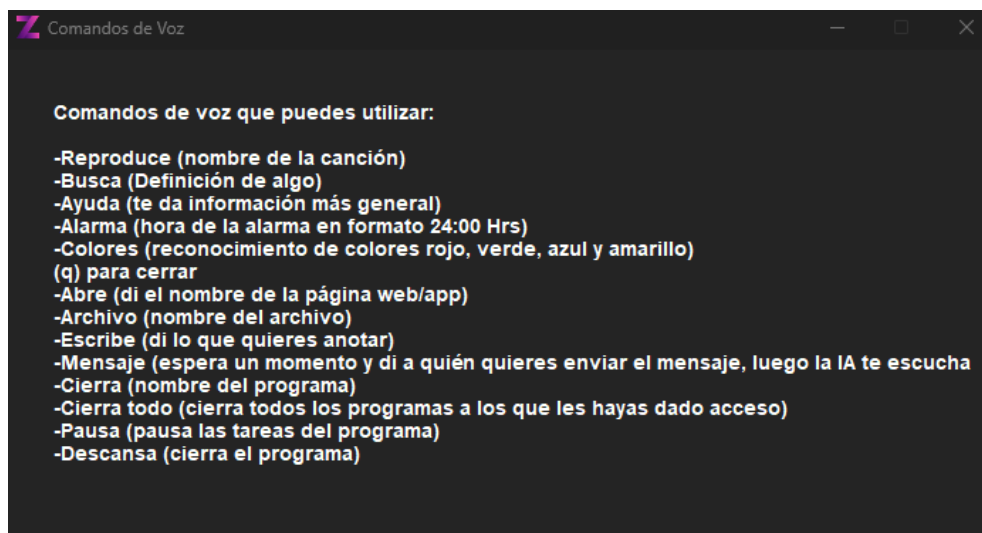 Comandos de Voz
Comandos de voz que puedes utilizar:
-Reproduce (nombre de la canción)
-Busca (Definición de algo)
-Ayuda (te da información más general)
-Alarma (hora de la alarma en formato 24:00 Hrs)
-Colores (reconocimiento de colores rojo, verde, azul y amarillo)
(q) para cerrar
-Abre (di el nombre de la página web/app)
-Archivo (nombre del archivo)
-Escribe (di lo que quieres anotar)
-Mensaje (espera un momento y di a quién quieres enviar el mensaje, luego la IA te escucha
-Cierra (nombre del programa)
-Cierra todo (cierra todos los programas a los que les hayas dado acceso)
-Pausa (pausa las tareas del programa)
-Descansa (cierra el programa)